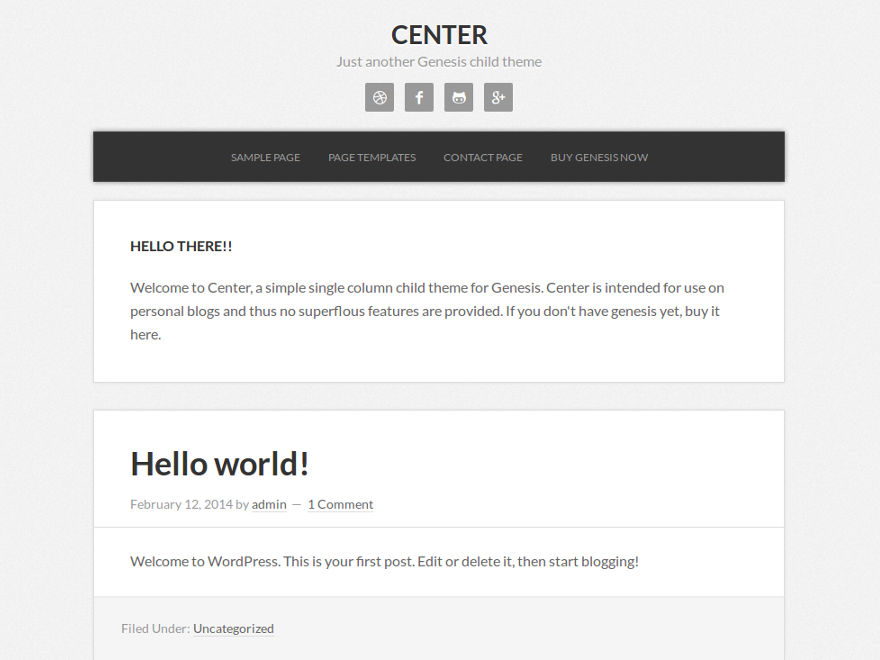 CENTER
Just another Genesis child theme
SAMPLE PAGE PAGE TEMPLATES CONTACT PAGE BUY GENESIS NOW
HELLO THERE!!
Welcome to Center, a simple single column child theme for Genesis. Center is intended for use on
personal blogs and thus no superflous features are provided. If you don't have genesis yet, buy it
here.
Hello world!
February 12, 2014 by admin — 1 Comment
Welcome to WordPress. This is your first post. Edit or delete it, then start blogging!
Filed Under: Uncategorized